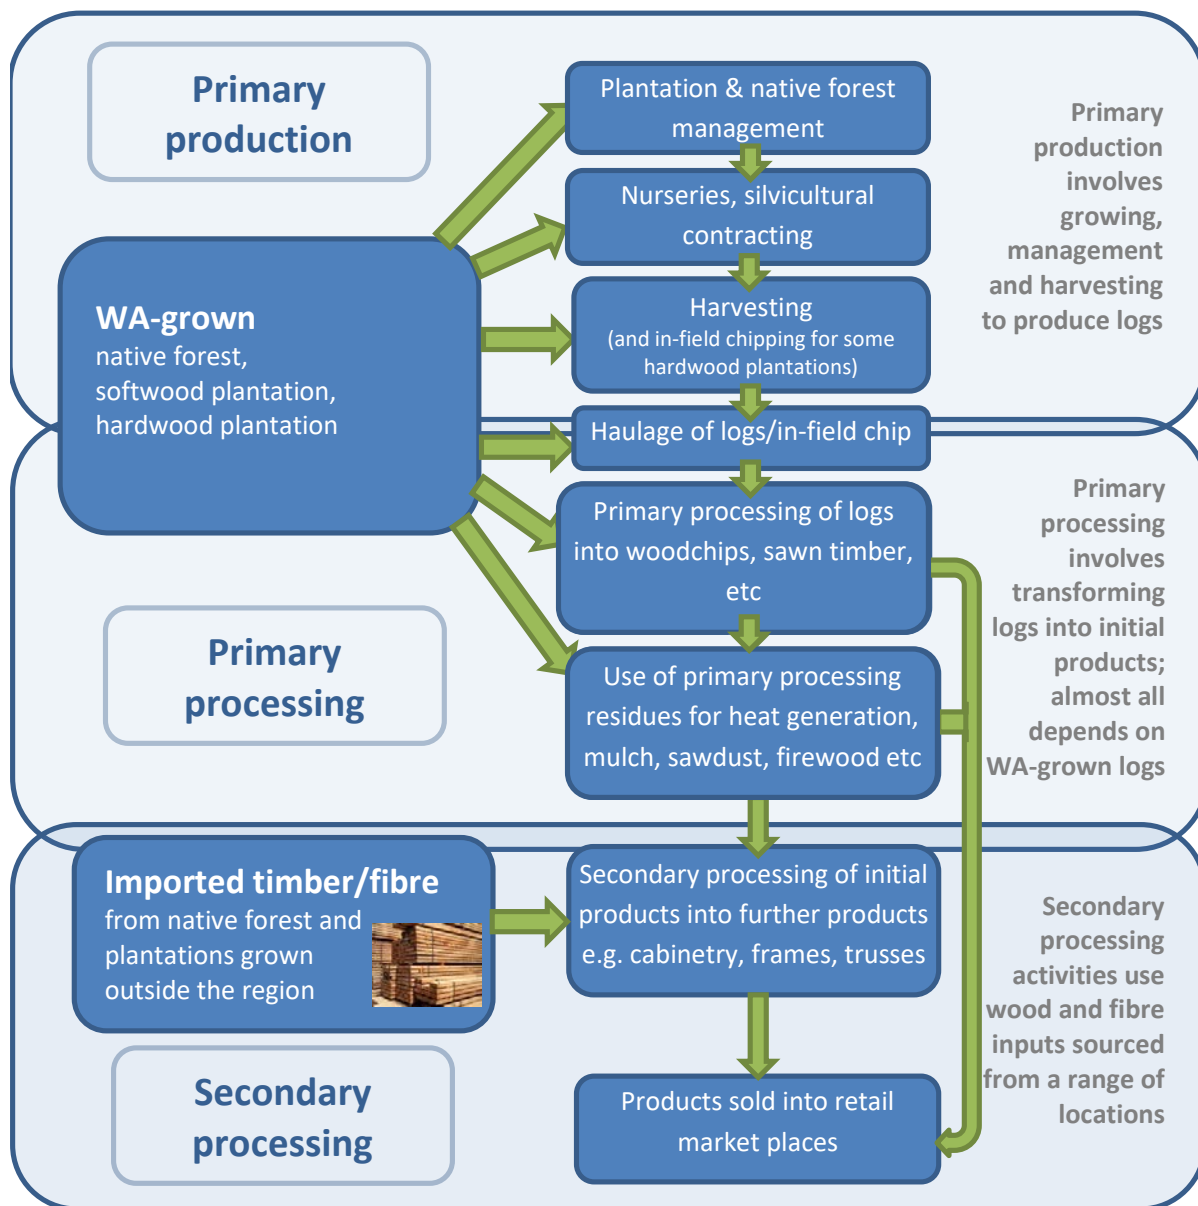 Primary
production
Plantation & native forest
management
Nurseries, silvicultural
contracting
Harvesting
(and in-field chipping for some
hardwood plantations)
Primary
production
involves
growing,
management
and harvesting
to produce logs
WA-grown
native forest,
softwood plantation,
hardwood plantation
Haulage of logs/in-field chip
Primary processing of logs
into woodchips, sawn timber,
etc
Primary
processing
Use of primary processing
residues for heat generation,
mulch, sawdust, firewood etc
Primary
processing
involves
transforming
logs into initial
products;
almost all
depends on
WA-grown logs
Imported timber/fibre
from native forest and
plantations grown
outside the region
Secondary processing of initial
products into further products
e.g. cabinetry, frames, trusses
Secondary
processing
Products sold into retail
market places
Secondary
processing
activities use
wood and fibre
inputs sourced
from a range of
locations